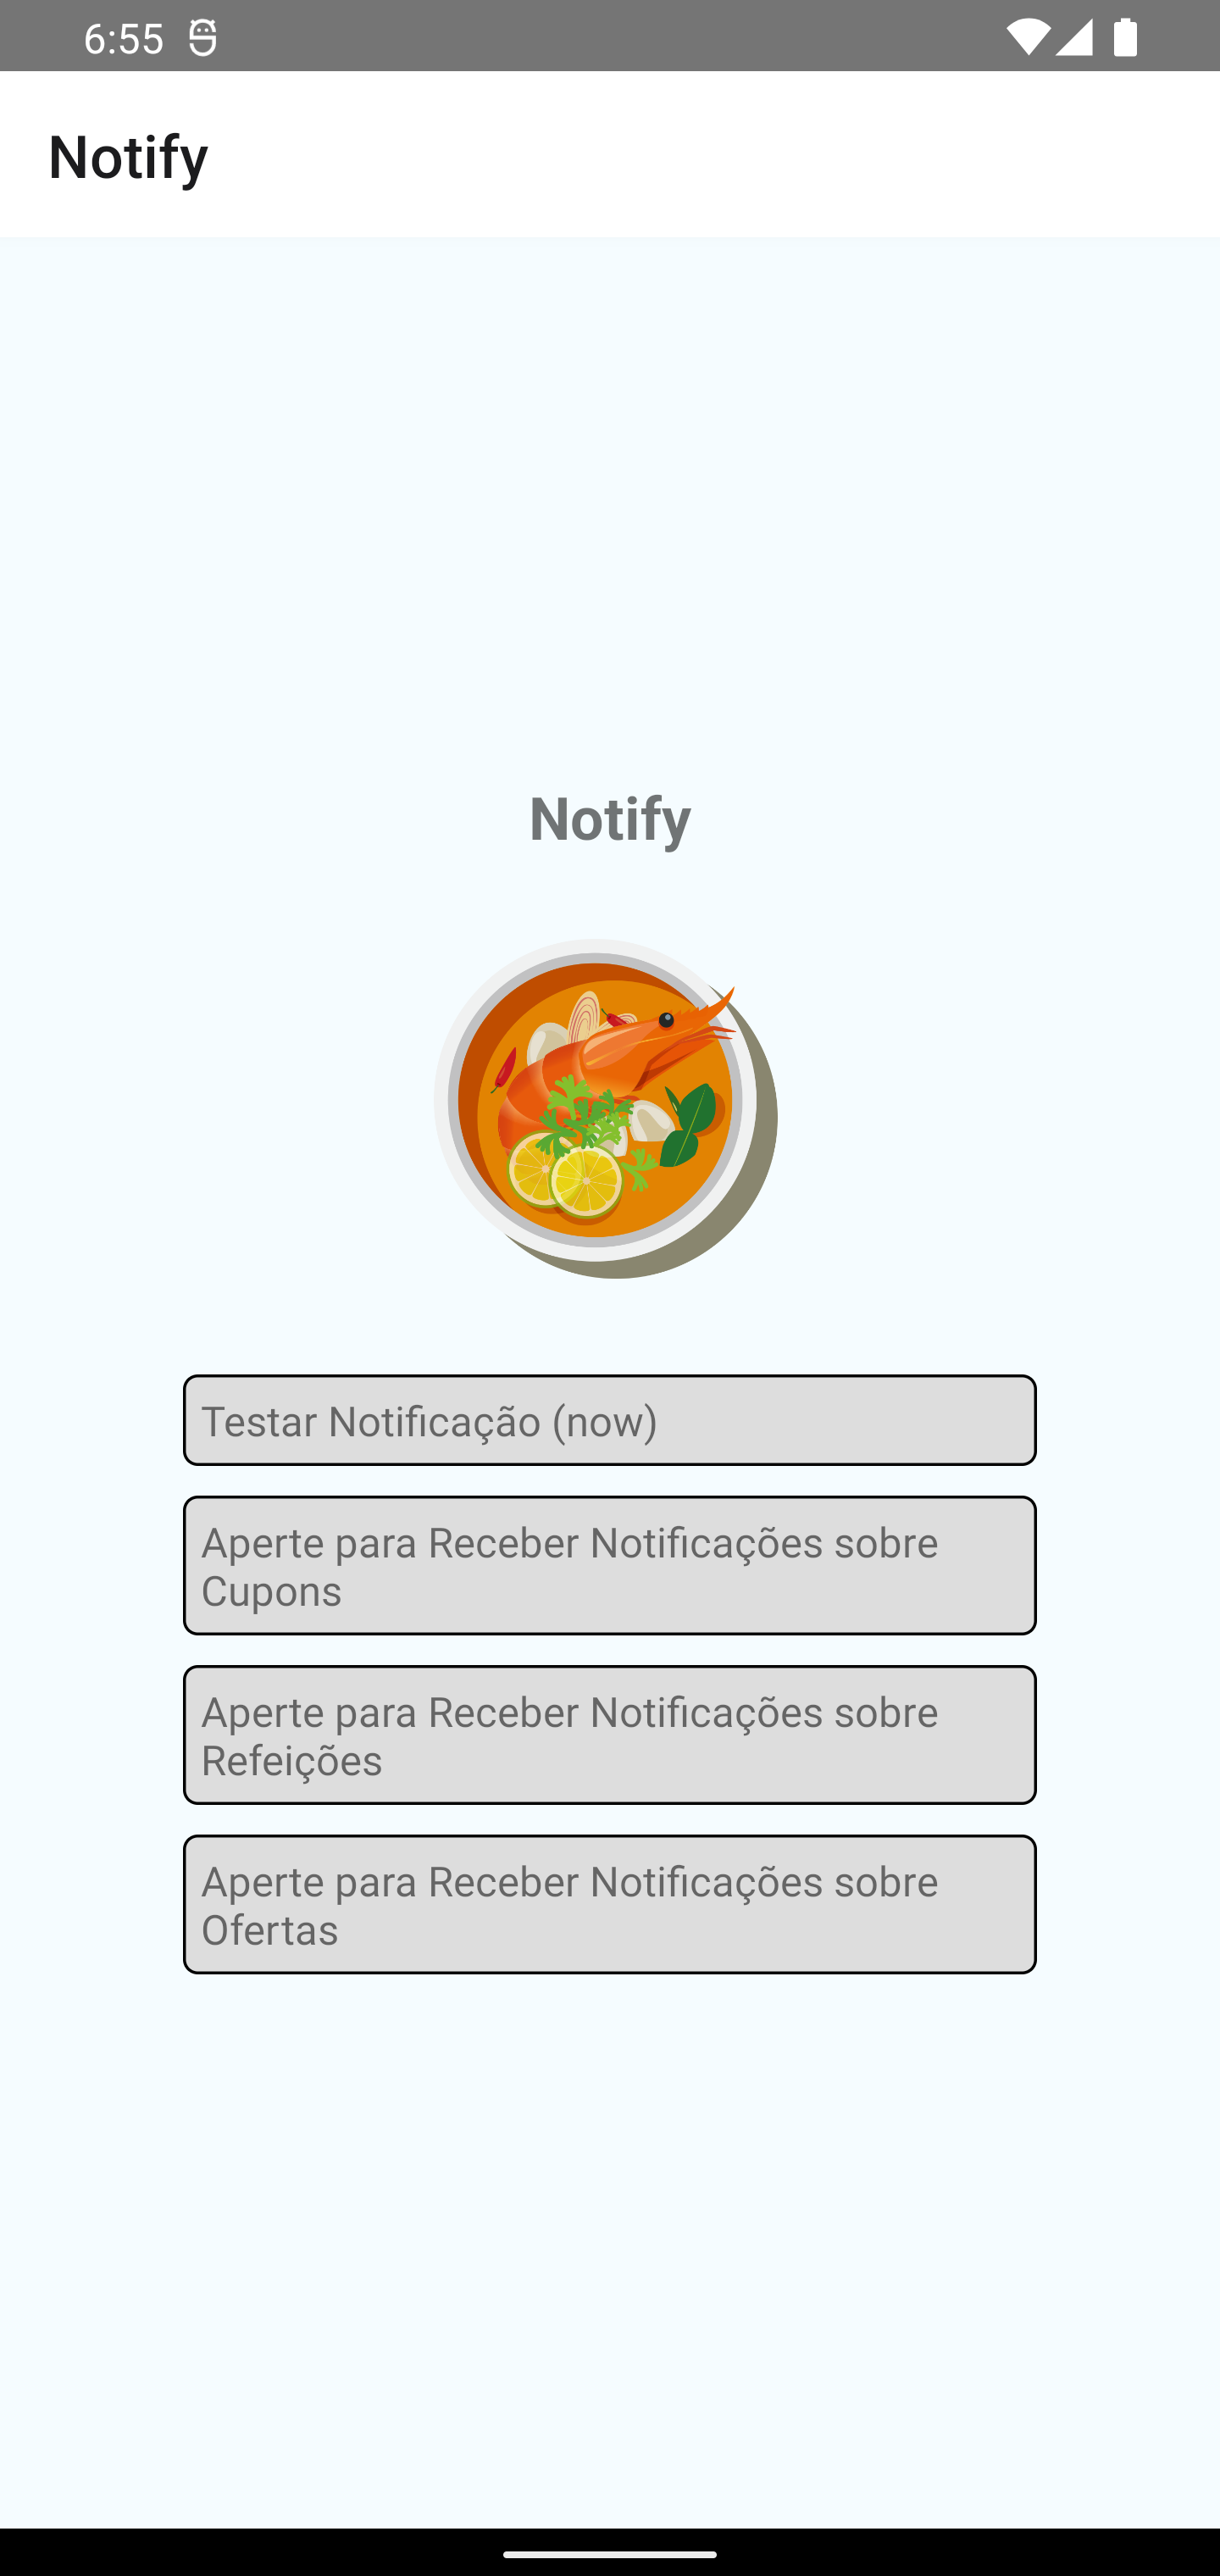 6:55
Notify
Notify
Testar Notificação (now)
Aperte para Receber Notificações sobre
Cupons
Aperte para Receber Notificações sobre
Refeições
Aperte para Receber Notificações sobre
Ofertas